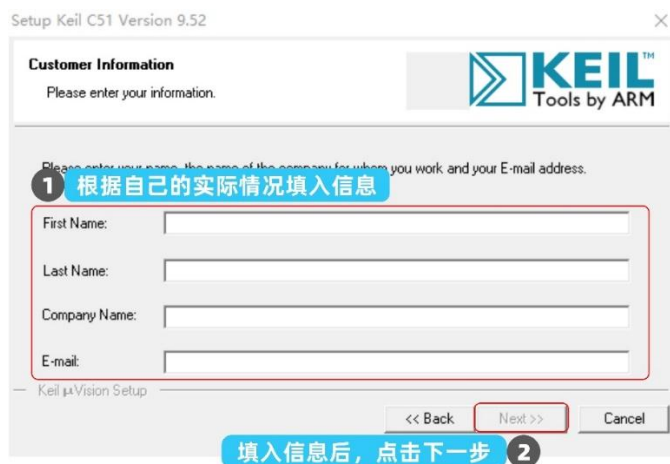 Setup Keil C51 Version 9.52
Customer Information
Please enter your information.
KEIL™
Tools by ARM
Please enter your name, the name of the company for whom you work and your E-mail address.
1 根据自己的实际情况填入信息
First Name:
Last Name:
Company Name:
E-mail:
Keil μVision Setup
<< Back Next >> Cancel
填入信息后，点击下一步 2